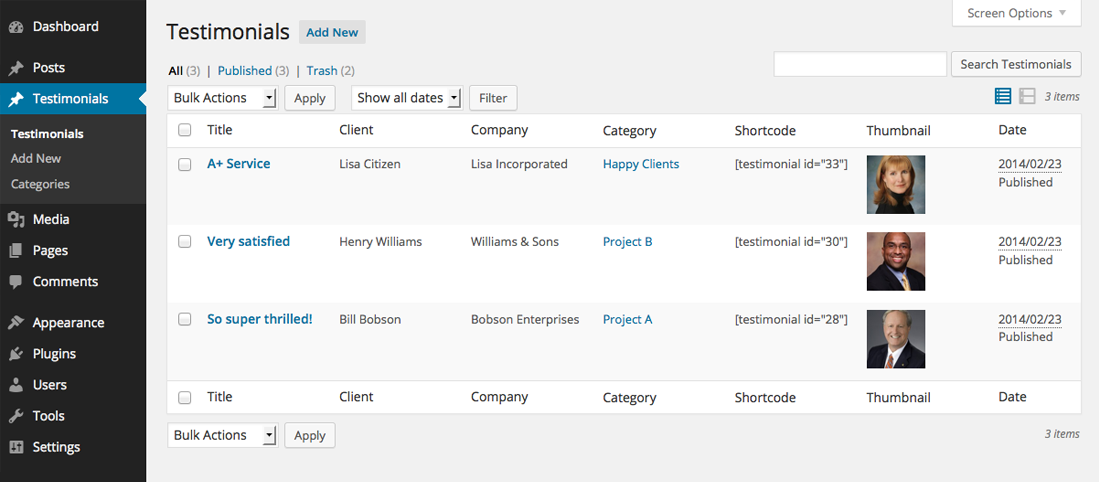 Dashboard
Posts
Testimonials
Testimonials
Add New
Categories
Media
Pages
Comments
Appearance
Plugins
Users
Tools
Settings
Screen Options
Testimonials Add New
All (3) | Published (3) | Trash (2)
Search Testimonials
Bulk Actions Apply Show all dates Filter 3 items
Title Client Company Category Shortcode Thumbnail Date
A+ Service Lisa Citizen Lisa Incorporated Happy Clients [testimonial id="33"] 2014/02/23
Published
Very satisfied Henry Williams Williams & Sons Project B [testimonial id="30"] 2014/02/23
Published
So super thrilled! Bill Bobson Bobson Enterprises Project A [testimonial id="28"] 2014/02/23
Published
Title Client Company Category Shortcode Thumbnail Date
Bulk Actions Apply 3 items